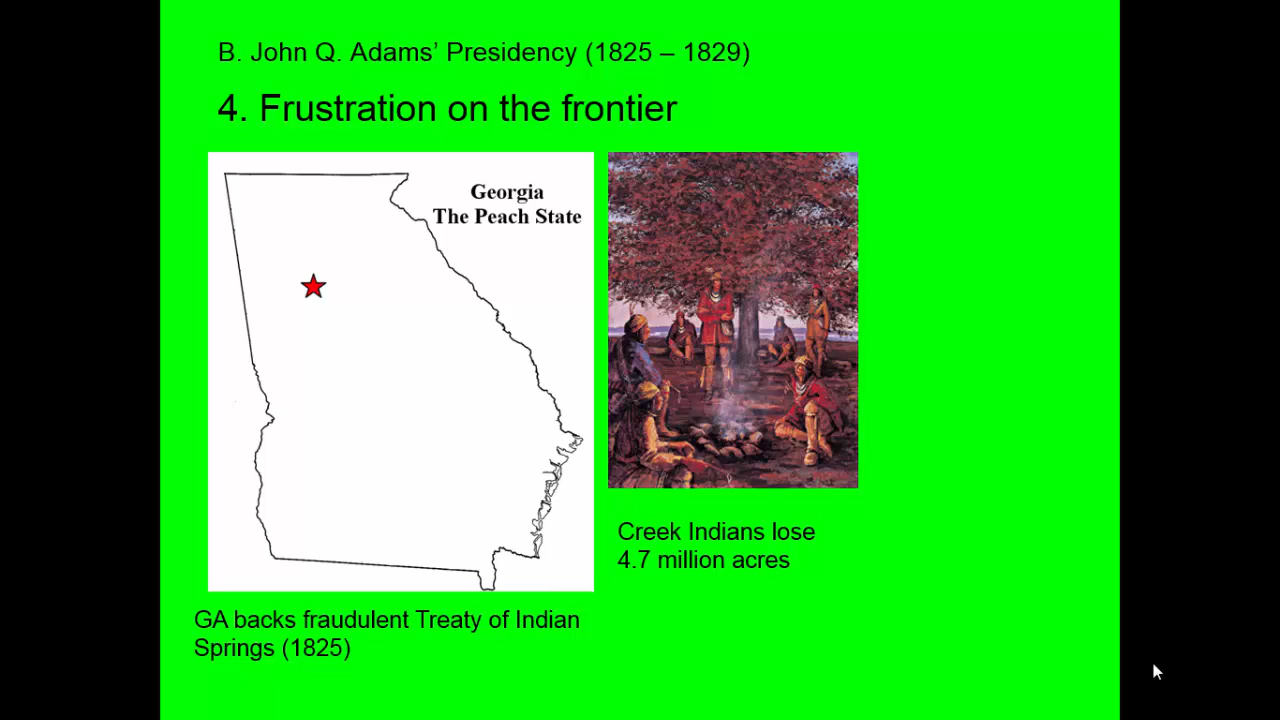 B. John Q. Adams’ Presidency (1825 – 1829)
4. Frustration on the frontier
Georgia
The Peach State
Creek Indians lose
4.7 million acres
GA backs fraudulent Treaty of Indian
Springs (1825)